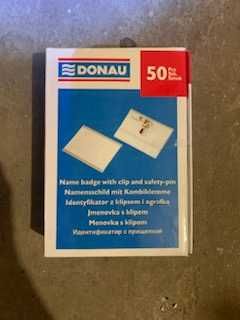 DONAU
50 Pcs
Name badge with clip and safety-pin
Namensschild mit Kombiklemme
Identyfikator z klipsem i agrafką
Jmenovka s klipem
Menovka s klipom
Идентификатор с прищепкой